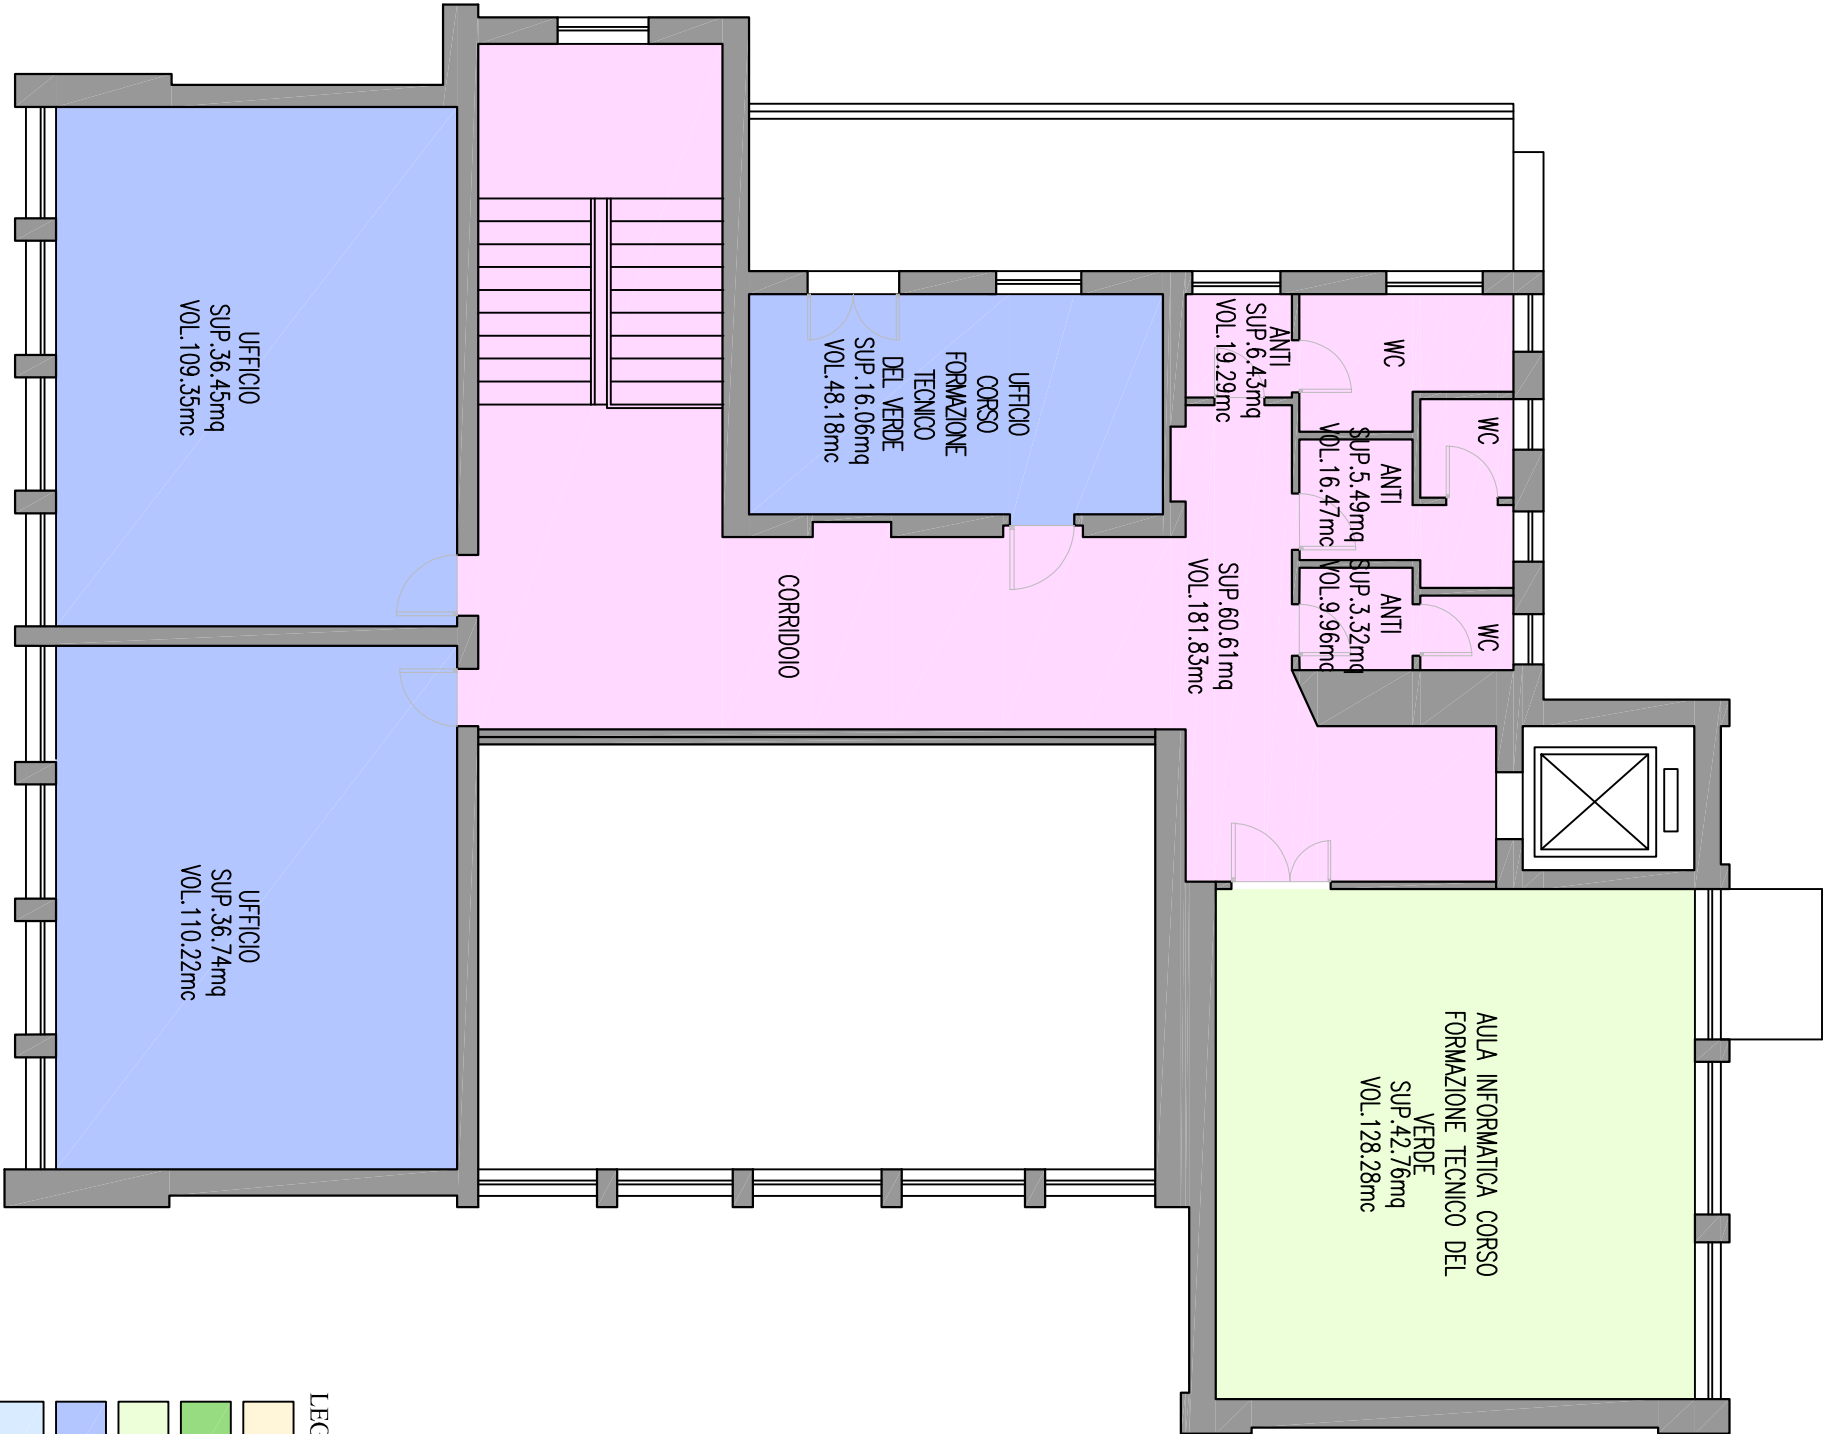 UFFICIO
SUP.36.45mq
VOL.109.35mc
UFFICIO
CORSO
FORMAZIONE
TECNICO
DEL VERDE
SUP.16.06mq
VOL.48.18mc
ANTI
SUP.6.43mq
VOL.19.29mc
WC
WC
ANTI
SUP.5.49mq
VOL.16.47mc
ANTI
SUP.3.32mq
VOL.9.96mc
WC
CORRIDOIO
SUP.60.61mq
VOL.181.83mc
UFFICIO
SUP.36.74mq
VOL.110.22mc
AULA INFORMATICA CORSO
FORMAZIONE TECNICO DEL
VERDE
SUP.42.76mq
VOL.128.28mc